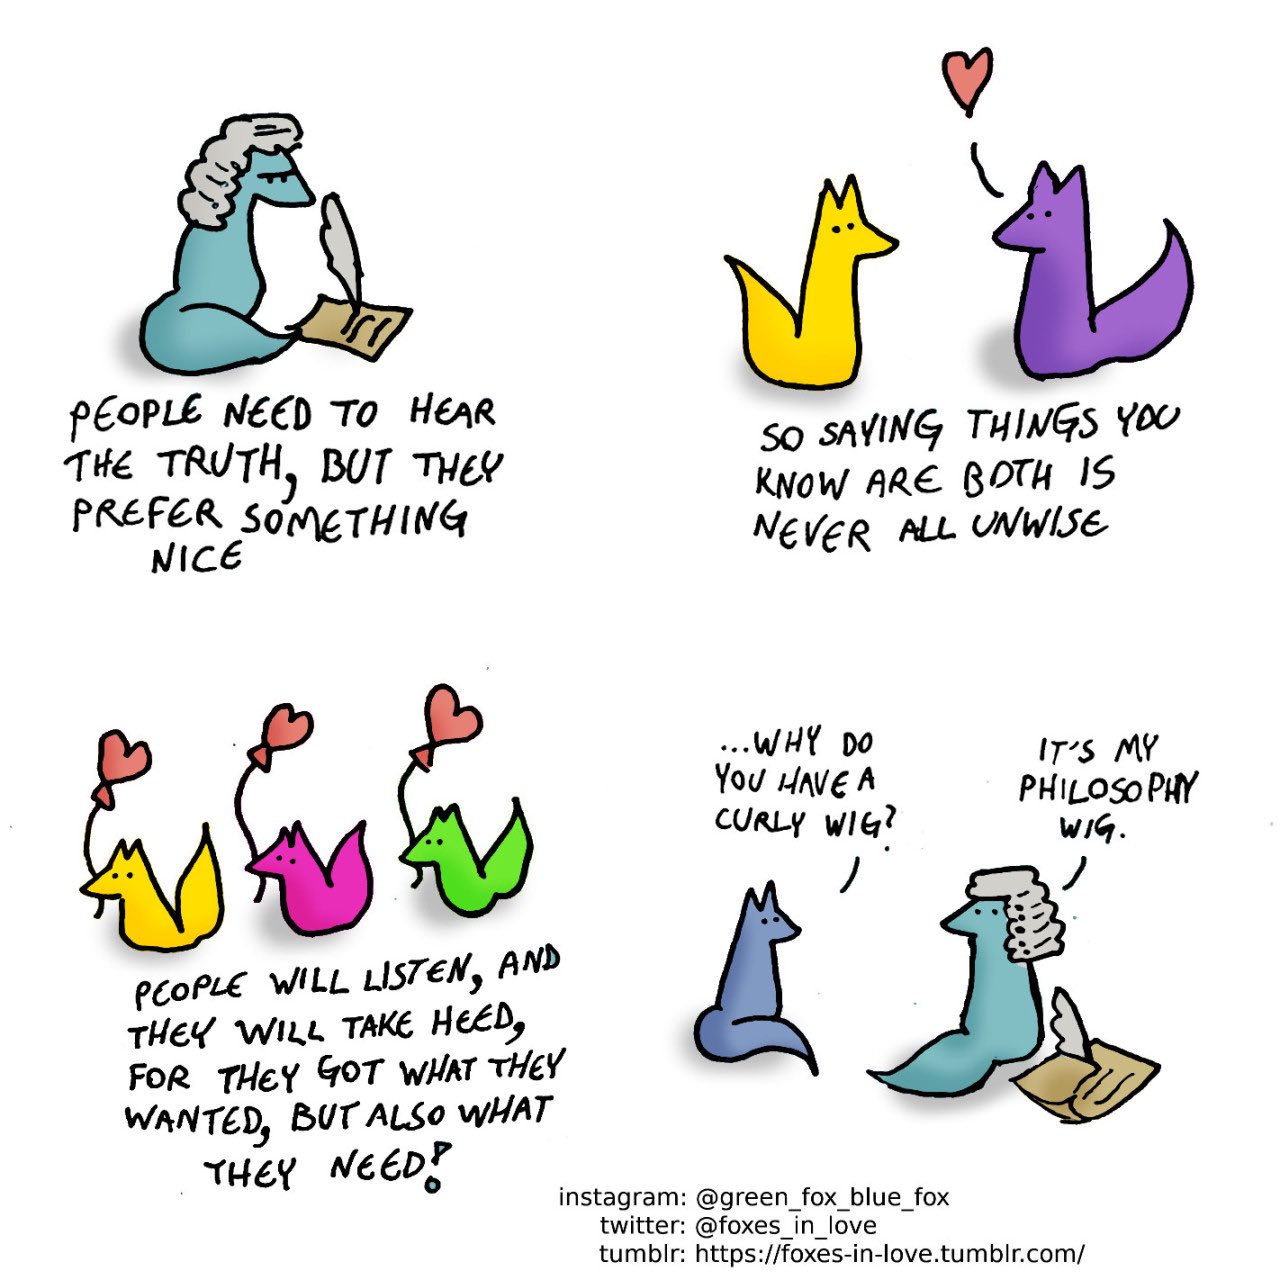 PEOPLE NEED TO HEAR
THE TRUTH, BUT THEY
PREFER SOMETHING
NICE
SO SAYING THINGS YOU
KNOW ARE BOTH IS
NEVER ALL UNWISE
PEOPLE WILL LISTEN, AND
THEY WILL TAKE HEED,
FOR THEY GOT WHAT THEY
WANTED, BUT ALSO WHAT
THEY NEED!
...WHY DO
YOU HAVE A
CURLY WIG?
IT'S MY
PHILOSOPHY
WIG.
instagram: @green_fox_blue_fox
twitter: @foxes_in_love
tumblr: https://foxes-in-love.tumblr.com/